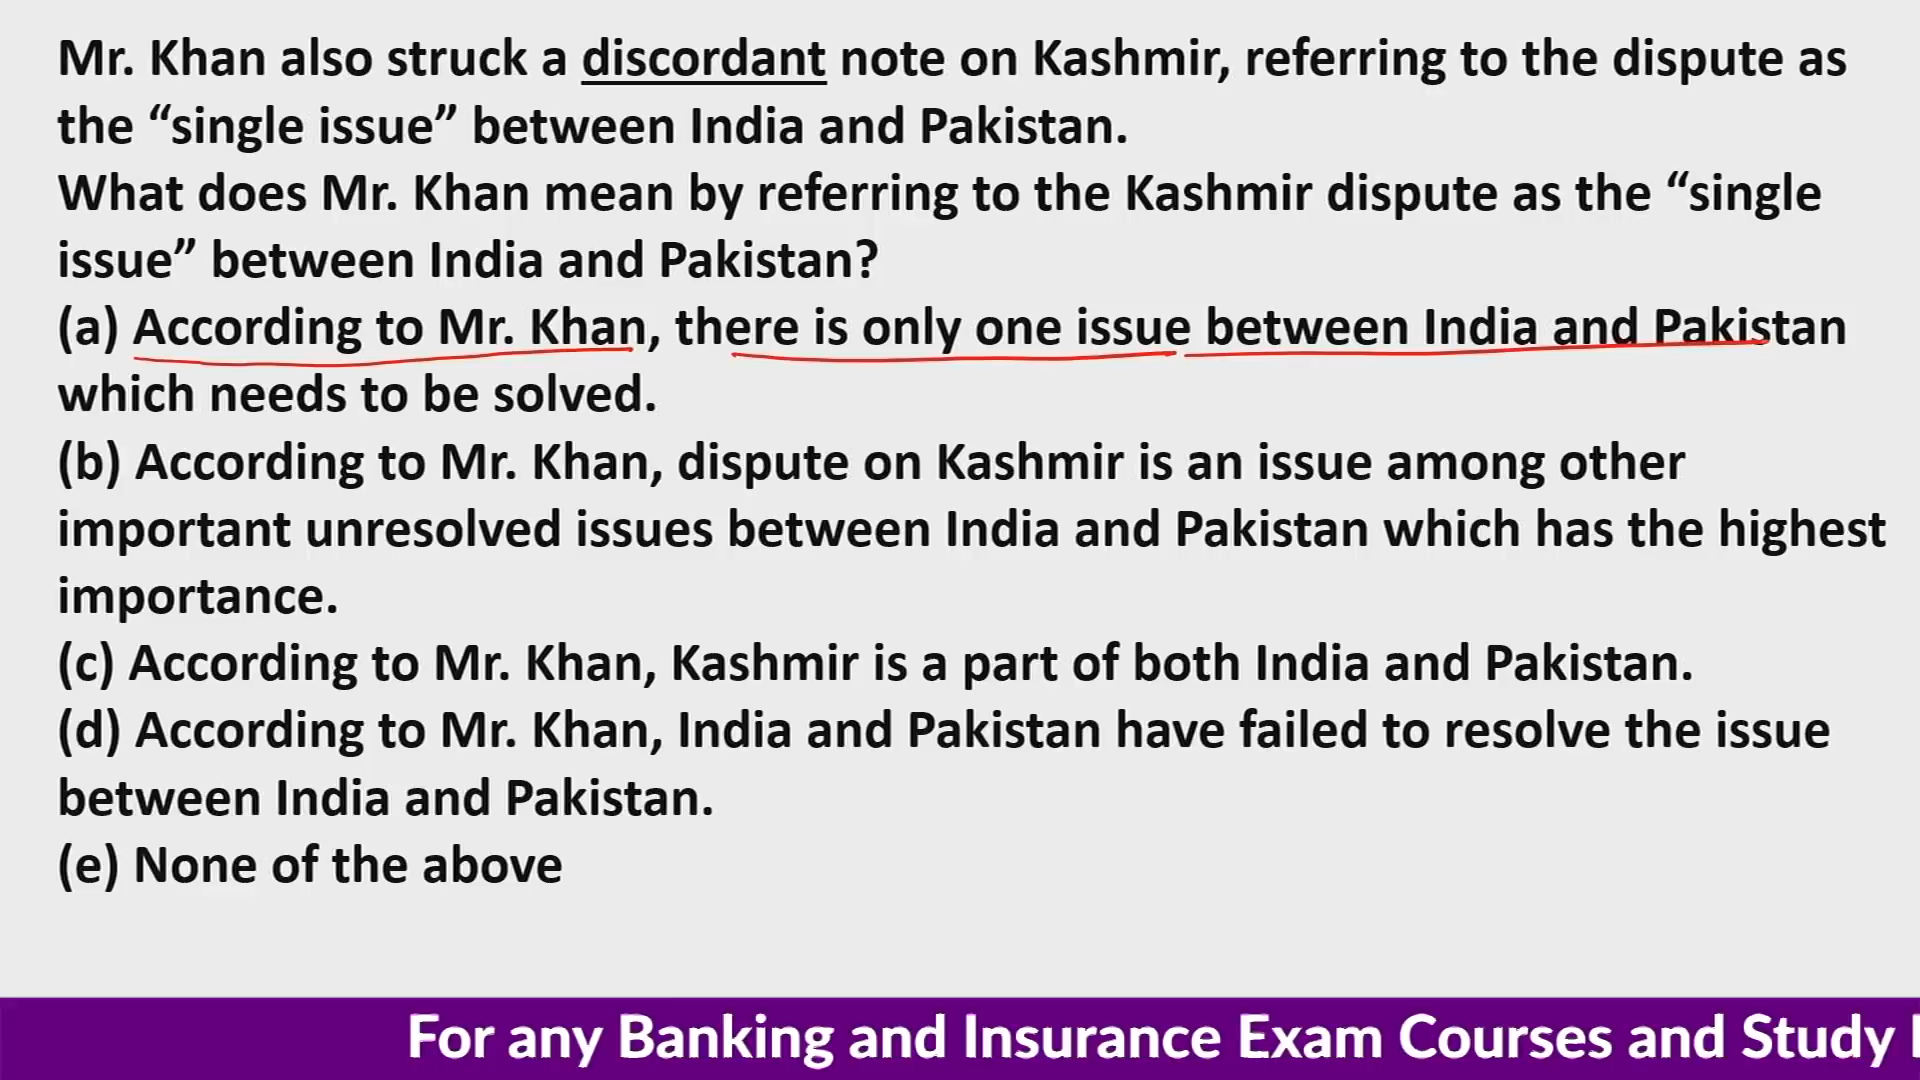 Mr. Khan also struck a discordant note on Kashmir, referring to the dispute as
the “single issue” between India and Pakistan.
What does Mr. Khan mean by referring to the Kashmir dispute as the “single
issue” between India and Pakistan?
(a) According to Mr. Khan, there is only one issue between India and Pakistan
which needs to be solved.
(b) According to Mr. Khan, dispute on Kashmir is an issue among other
important unresolved issues between India and Pakistan which has the highest
importance.
(c) According to Mr. Khan, Kashmir is a part of both India and Pakistan.
(d) According to Mr. Khan, India and Pakistan have failed to resolve the issue
between India and Pakistan.
(e) None of the above
For any Banking and Insurance Exam Courses and Study